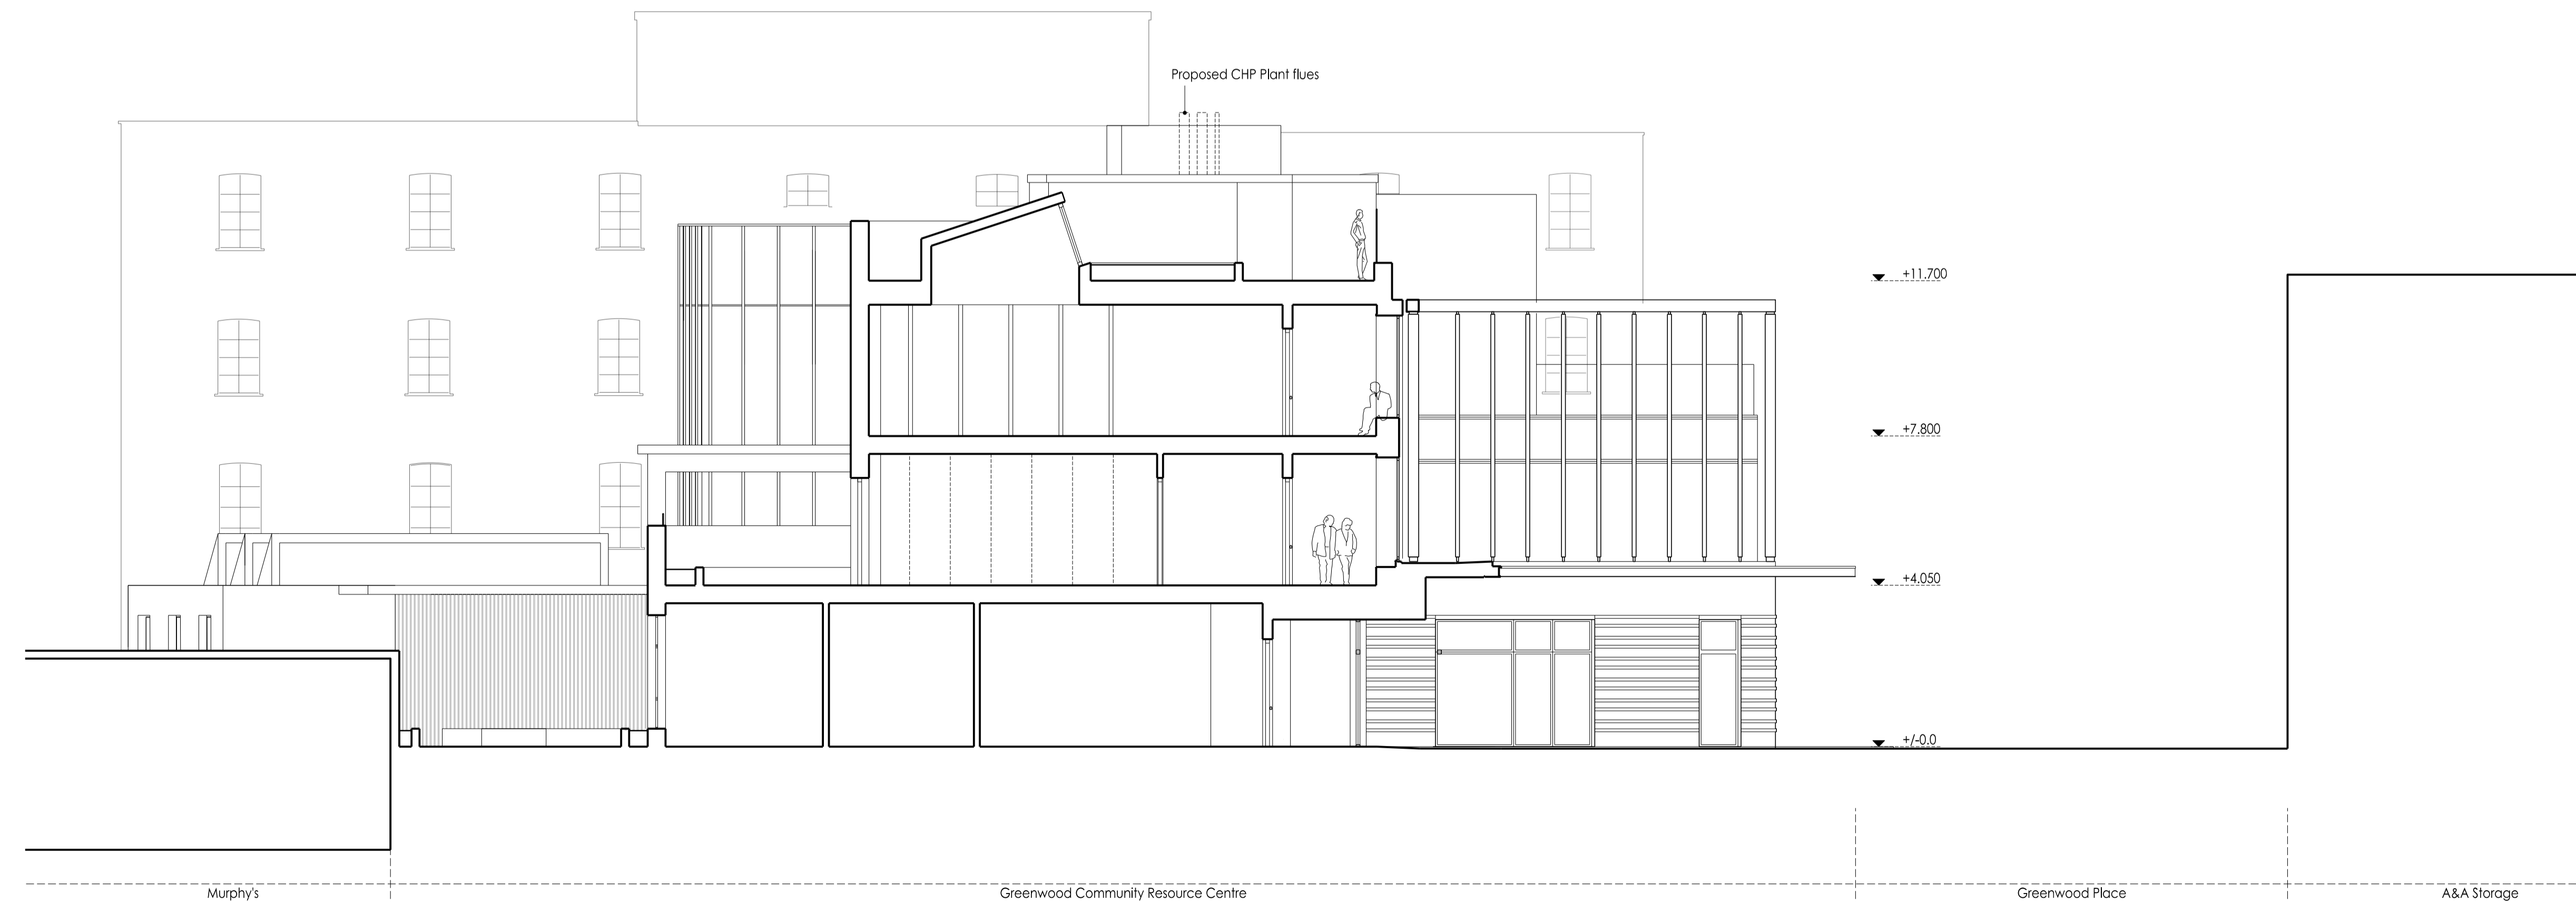 Proposed CHP Plant flues
+11.700
+7.800
+4.050
+/-0.0
Murphy's
Greenwood Community Resource Centre
Greenwood Place
A&A Storage